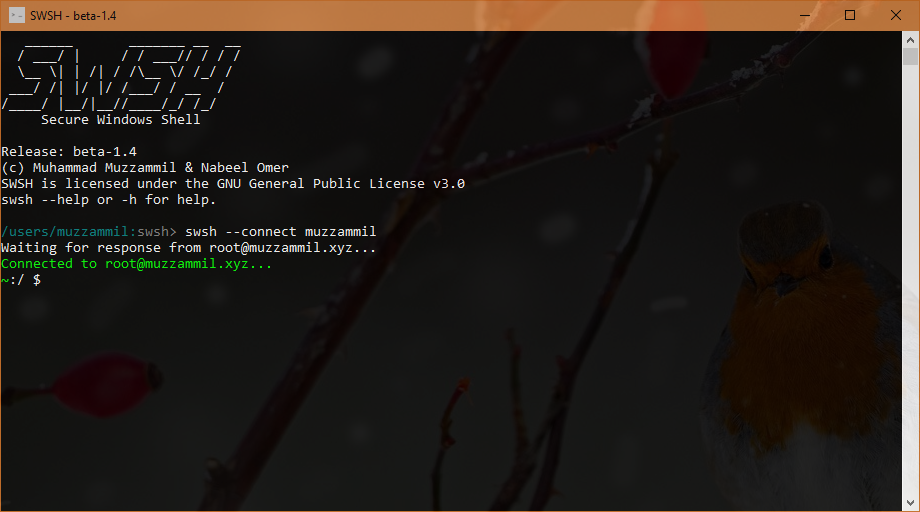 SWSH - beta-1.4
SWSH
Secure Windows Shell
Release: beta-1.4
(c) Muhammad Muzzammil & Nabeel Omer
SWSH is licensed under the GNU General Public License v3.0
swsh --help or -h for help.
/users/muzzammil:swsh> swsh --connect muzzammil
Waiting for response from root@muzzammil.xyz...
Connected to root@muzzammil.xyz...
~:/ $